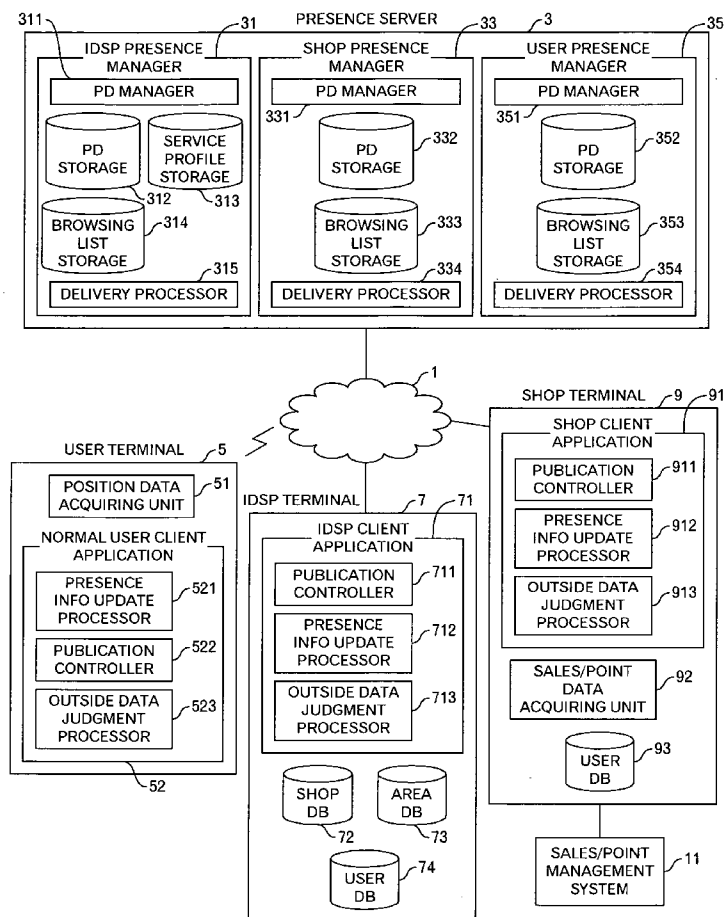 PRESENCE SERVER
3
311
IDSP PRESENCE
MANAGER
31
PD MANAGER
PD
STORAGE
312
SERVICE
PROFILE
STORAGE
313
BROWSING
LIST
STORAGE
314
315
DELIVERY PROCESSOR
SHOP PRESENCE
MANAGER
33
PD MANAGER
331
PD
STORAGE
332
BROWSING
LIST
STORAGE
333
334
DELIVERY PROCESSOR
USER PRESENCE
MANAGER
35
PD MANAGER
351
PD
STORAGE
352
BROWSING
LIST
STORAGE
353
354
DELIVERY PROCESSOR
1
USER TERMINAL
5
POSITION DATA
ACQUIRING UNIT
51
NORMAL USER CLIENT
APPLICATION
PRESENCE
INFO UPDATE
PROCESSOR
521
PUBLICATION
CONTROLLER
522
OUTSIDE DATA
JUDGMENT
PROCESSOR
523
52
IDSP TERMINAL
7
71
IDSP CLIENT
APPLICATION
PUBLICATION
CONTROLLER
711
PRESENCE
INFO UPDATE
PROCESSOR
712
OUTSIDE DATA
JUDGMENT
PROCESSOR
713
SHOP
DB
72
AREA
DB
73
USER
DB
74
SHOP TERMINAL
9
91
SHOP CLIENT
APPLICATION
PUBLICATION
CONTROLLER
911
PRESENCE
INFO UPDATE
PROCESSOR
912
OUTSIDE DATA
JUDGMENT
PROCESSOR
913
SALES/POINT
DATA
ACQUIRING UNIT
92
USER
DB
93
SALES/POINT
MANAGEMENT
SYSTEM
11